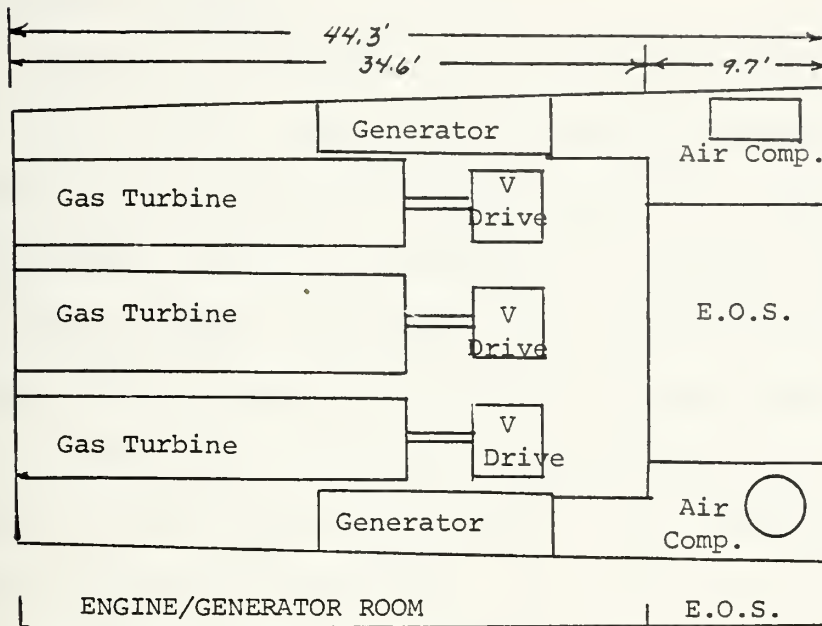 44.3'
34.6'
9.7'
Generator
Air Comp.
Gas Turbine
V
Drive
Gas Turbine
V
Drive
E.O.S.
Gas Turbine
V
Drive
Generator
Air
Comp.
ENGINE/GENERATOR ROOM
E.O.S.